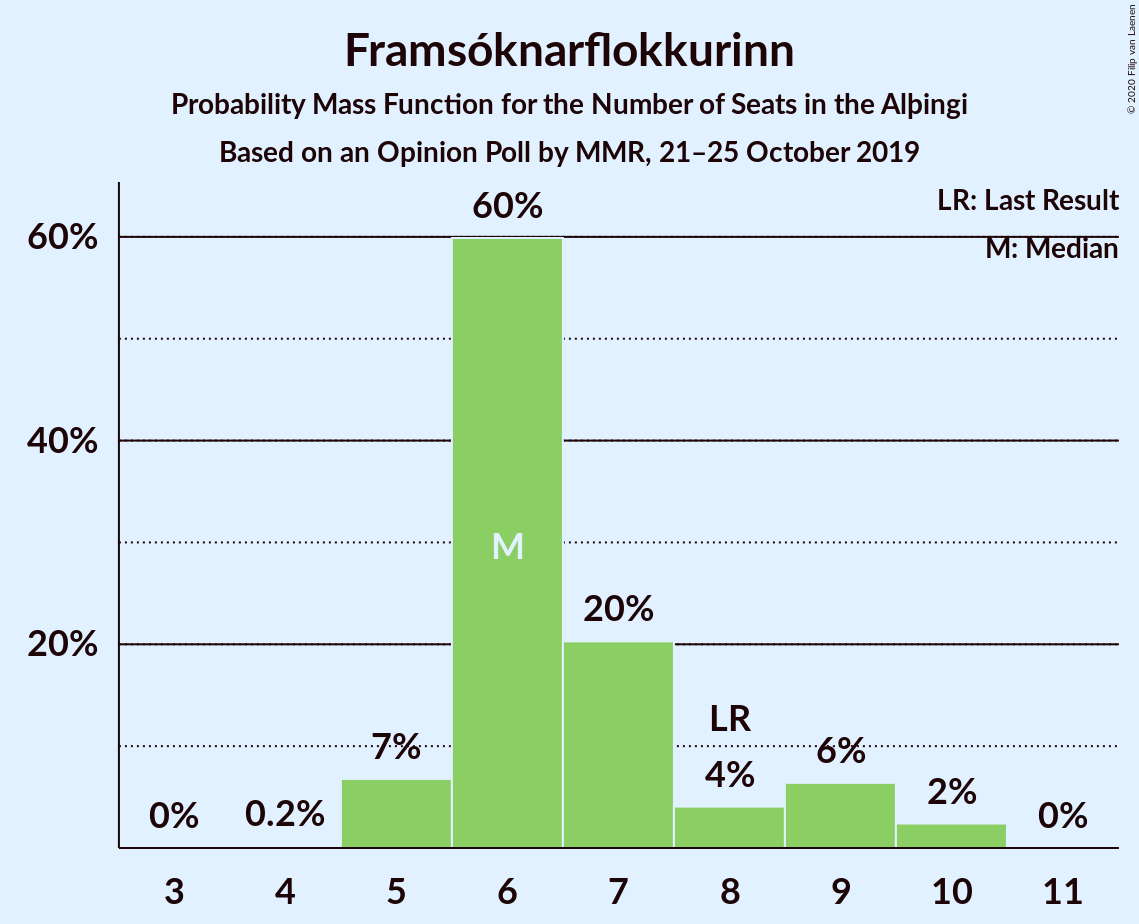 Framsóknarflokkurinn
Probability Mass Function for the Number of Seats in the Alþingi
Based on an Opinion Poll by MMR, 21–25 October 2019
© 2020 Filip van Laenen
LR: Last Result
M: Median
60%
40%
20%
0%
0.2%
7%
60%
M
20%
LR
4%
6%
2%
0%
3 4 5 6 7 8 9 10 11